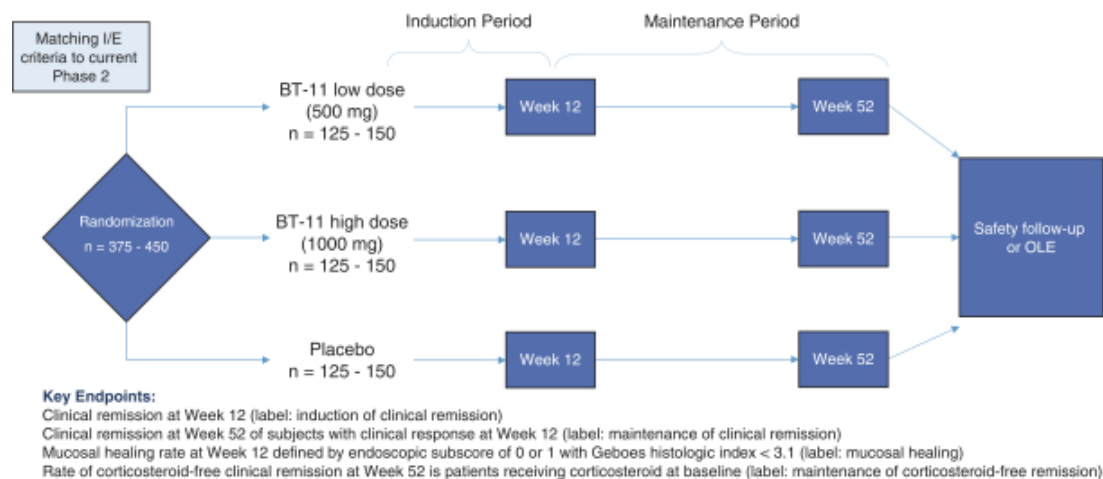 Induction Period
Maintenance Period
Matching I/E
criteria to current
Phase 2
BT-11 low dose
(500 mg)
n = 125 - 150
Week 12
Week 52
Randomization
n = 375 - 450
BT-11 high dose
(1000 mg)
n = 125 - 150
Week 12
Week 52
Safety follow-up
or OLE
Placebo
n = 125 - 150
Week 12
Week 52
Key Endpoints:
Clinical remission at Week 12 (label: induction of clinical remission)
Clinical remission at Week 52 of subjects with clinical response at Week 12 (label: maintenance of clinical remission)
Mucosal healing rate at Week 12 defined by endoscopic subscore of 0 or 1 with Geboes histologic index < 3.1 (label: mucosal healing)
Rate of corticosteroid-free clinical remission at Week 52 is patients receiving corticosteroid at baseline (label: maintenance of corticosteroid-free remission)